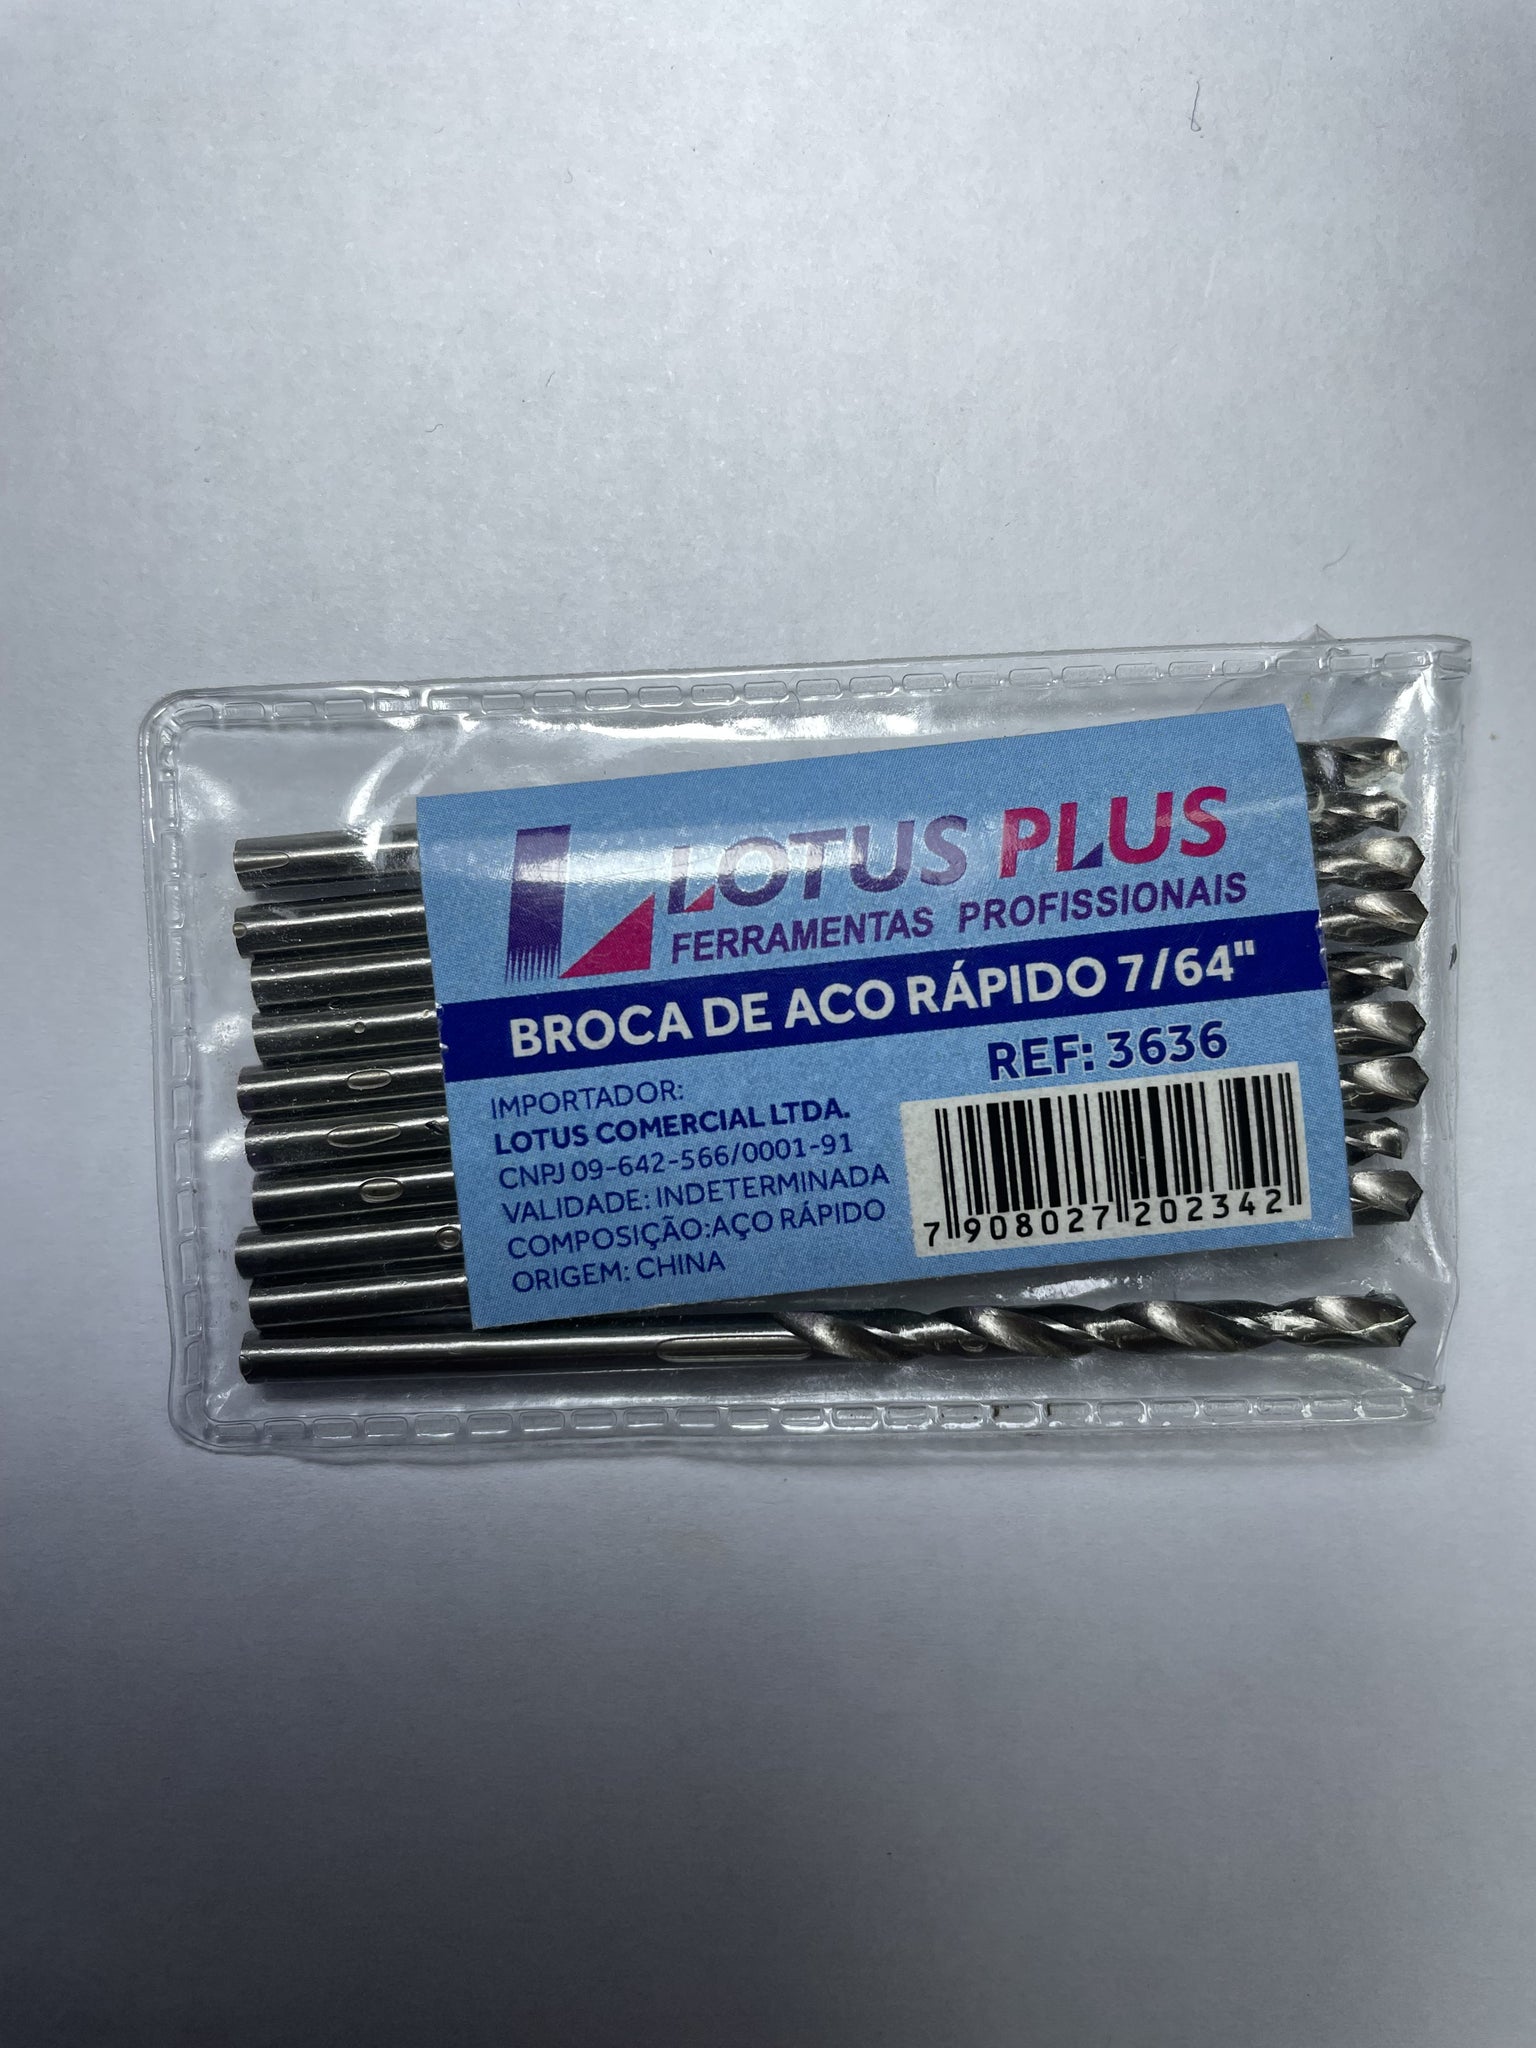 LOTUS PLUS
FERRAMENTAS PROFISSIONAIS
BROCA DE ACO RÁPIDO 7/64"
REF: 3636
IMPORTADOR:
LOTUS COMERCIAL LTDA.
CNPJ 09-642-566/0001-91
VALIDADE: INDETERMINADA
COMPOSIÇÃO:AÇO RÁPIDO
ORIGEM: CHINA
7 908027 202342